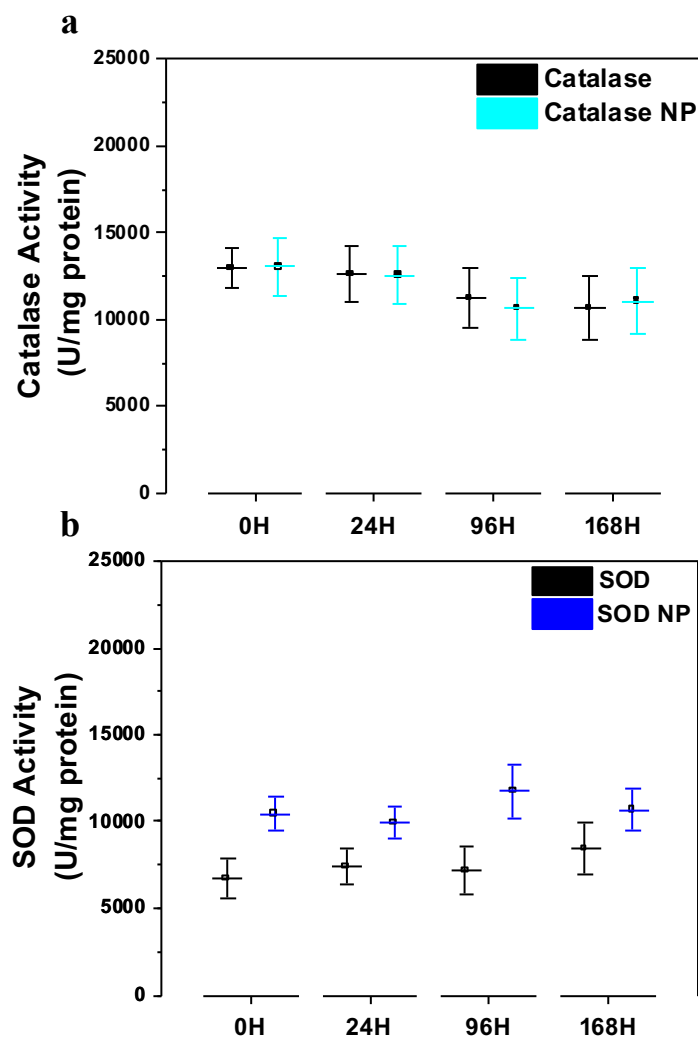 a
25000
20000
15000
10000
5000
0
Catalase Activity
(U/mg protein)
Catalase
Catalase NP
0H 24H 96H 168H
b
25000
20000
15000
10000
5000
0
SOD Activity
(U/mg protein)
SOD
SOD NP
0H 24H 96H 168H